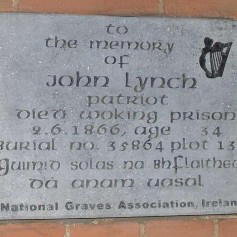 to
the memory
of
John Lynch
patriot
died woking prison
2.6.1866, age 34
burial no. 35864 plot 13
guimid solas na bhflaitheas
dá anam uasal
National Graves Association, Ireland